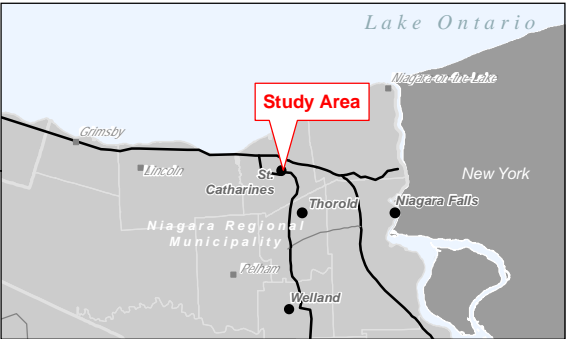 Lake Ontario
Niagara-on-the-Lake
Study Area
Grimsby
Lincoln
St.
Catharines
New York
Thorold
Niagara Falls
Niagara Regional
Municipality
Pelham
Welland